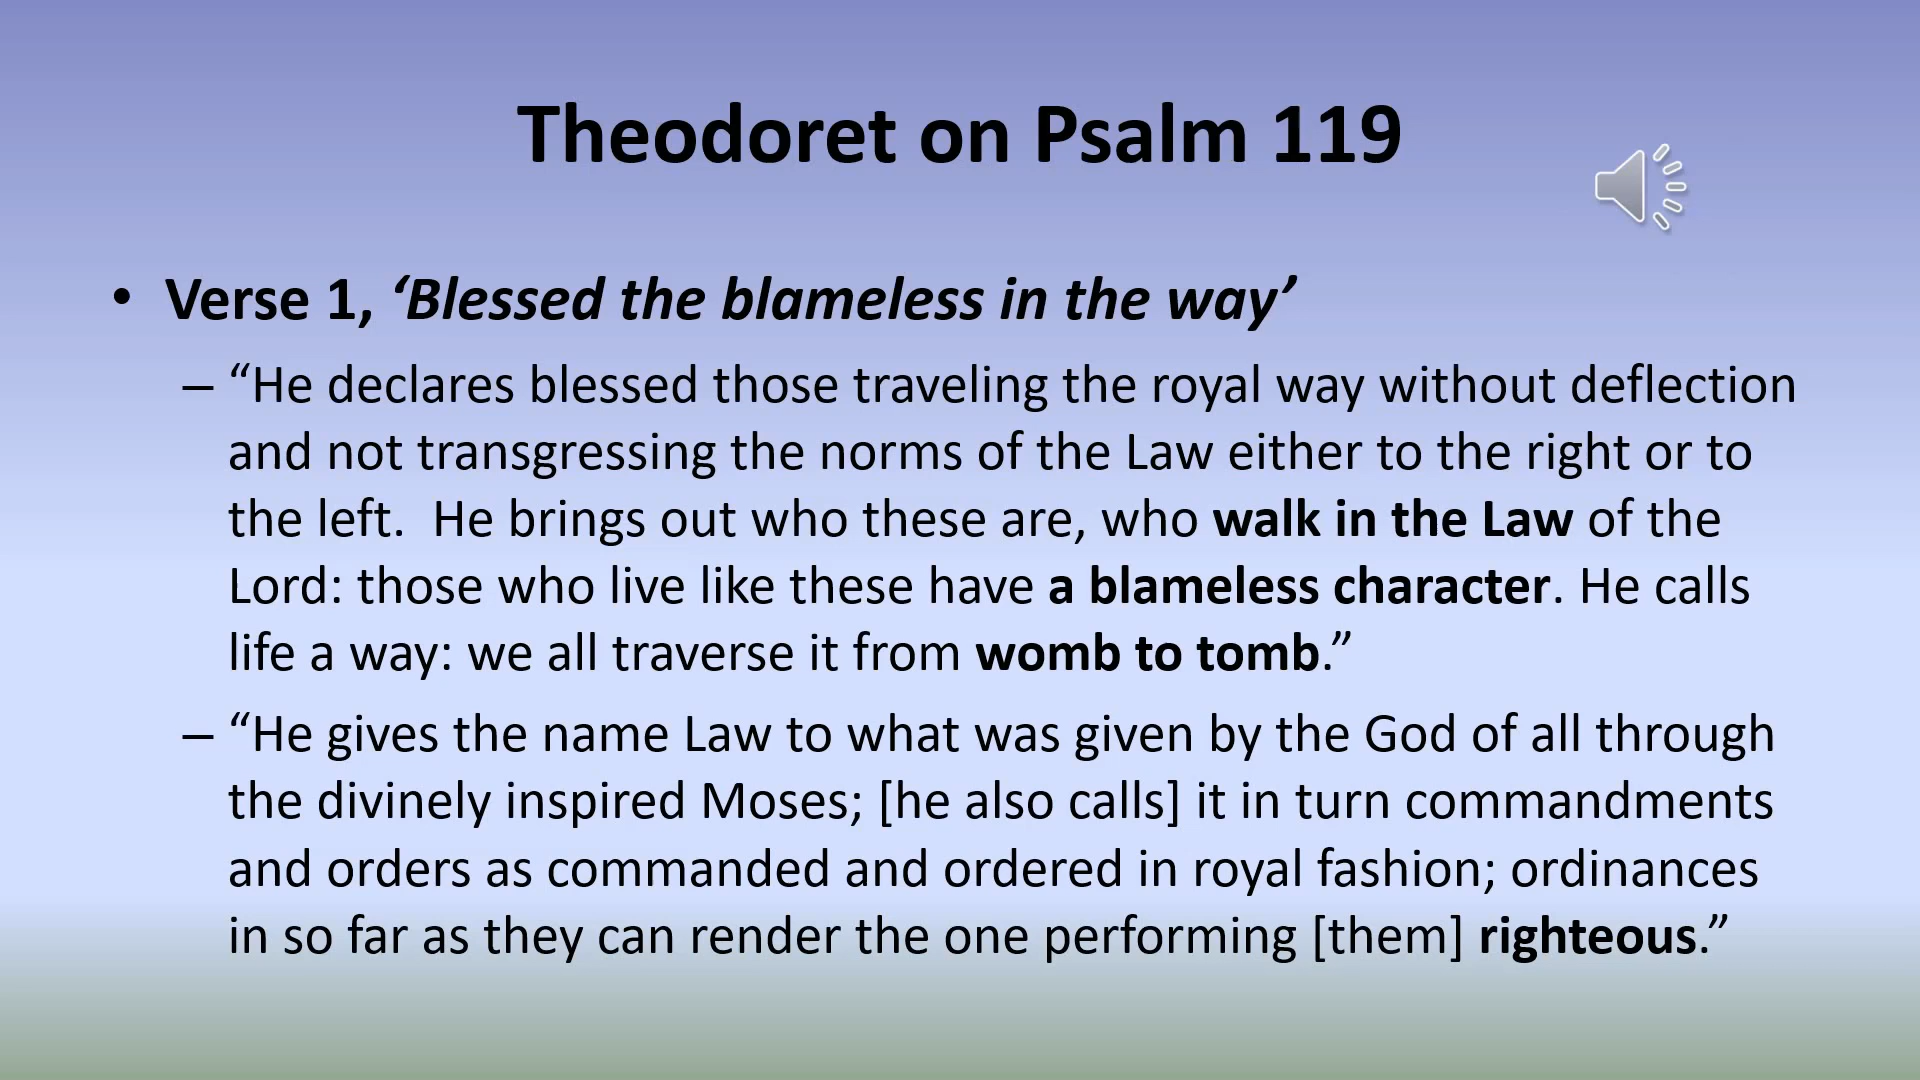 Theodoret on Psalm 119
• Verse 1, ‘Blessed the blameless in the way’
– “He declares blessed those traveling the royal way without deflection
and not transgressing the norms of the Law either to the right or to
the left.  He brings out who these are, who walk in the Law of the
Lord: those who live like these have a blameless character. He calls
life a way: we all traverse it from womb to tomb.”
– “He gives the name Law to what was given by the God of all through
the divinely inspired Moses; [he also calls] it in turn commandments
and orders as commanded and ordered in royal fashion; ordinances
in so far as they can render the one performing [them] righteous.”